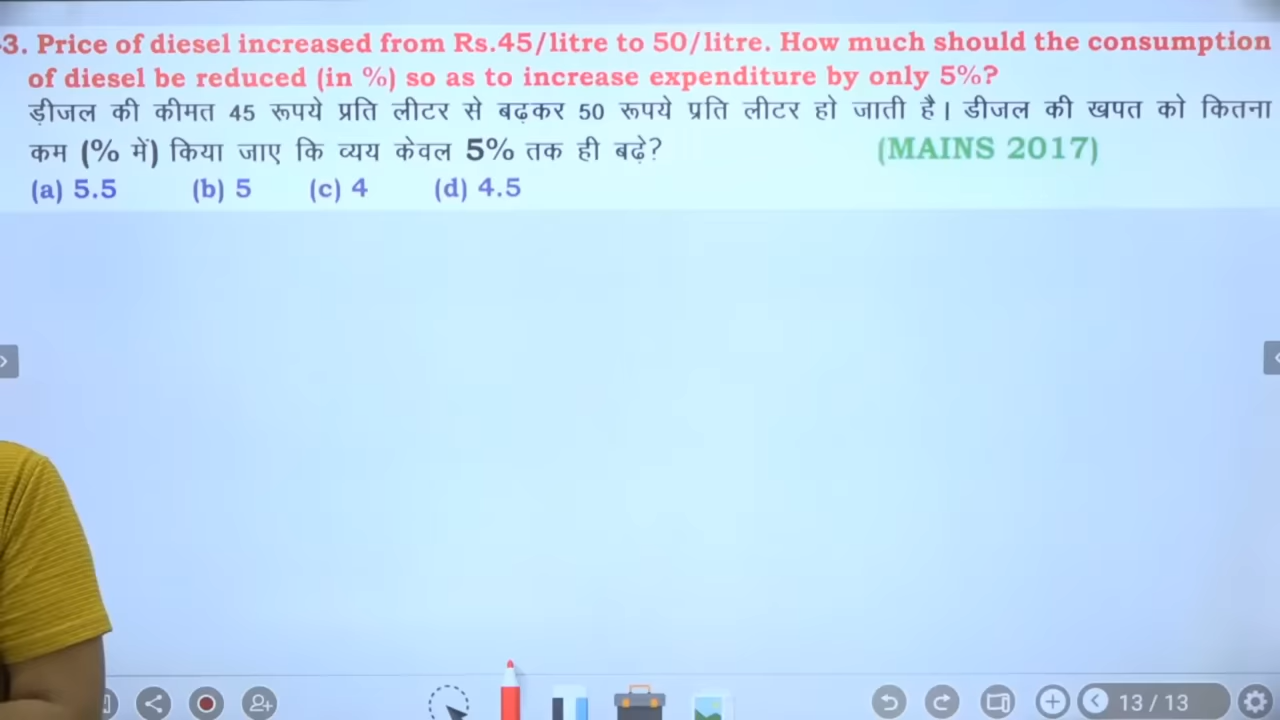 3. Price of diesel increased from Rs.45/litre to 50/litre. How much should the consumption
of diesel be reduced (in %) so as to increase expenditure by only 5%?
ड़ीजल की कीमत 45 रूपये प्रति लीटर से बढ़कर 50 रूपये प्रति लीटर हो जाती है। डीजल की खपत को कितना
कम (% में) किया जाए कि व्यय केवल 5% तक ही बढ़े? (MAINS 2017)
(a) 5.5 (b) 5 (c) 4 (d) 4.5
13 / 13